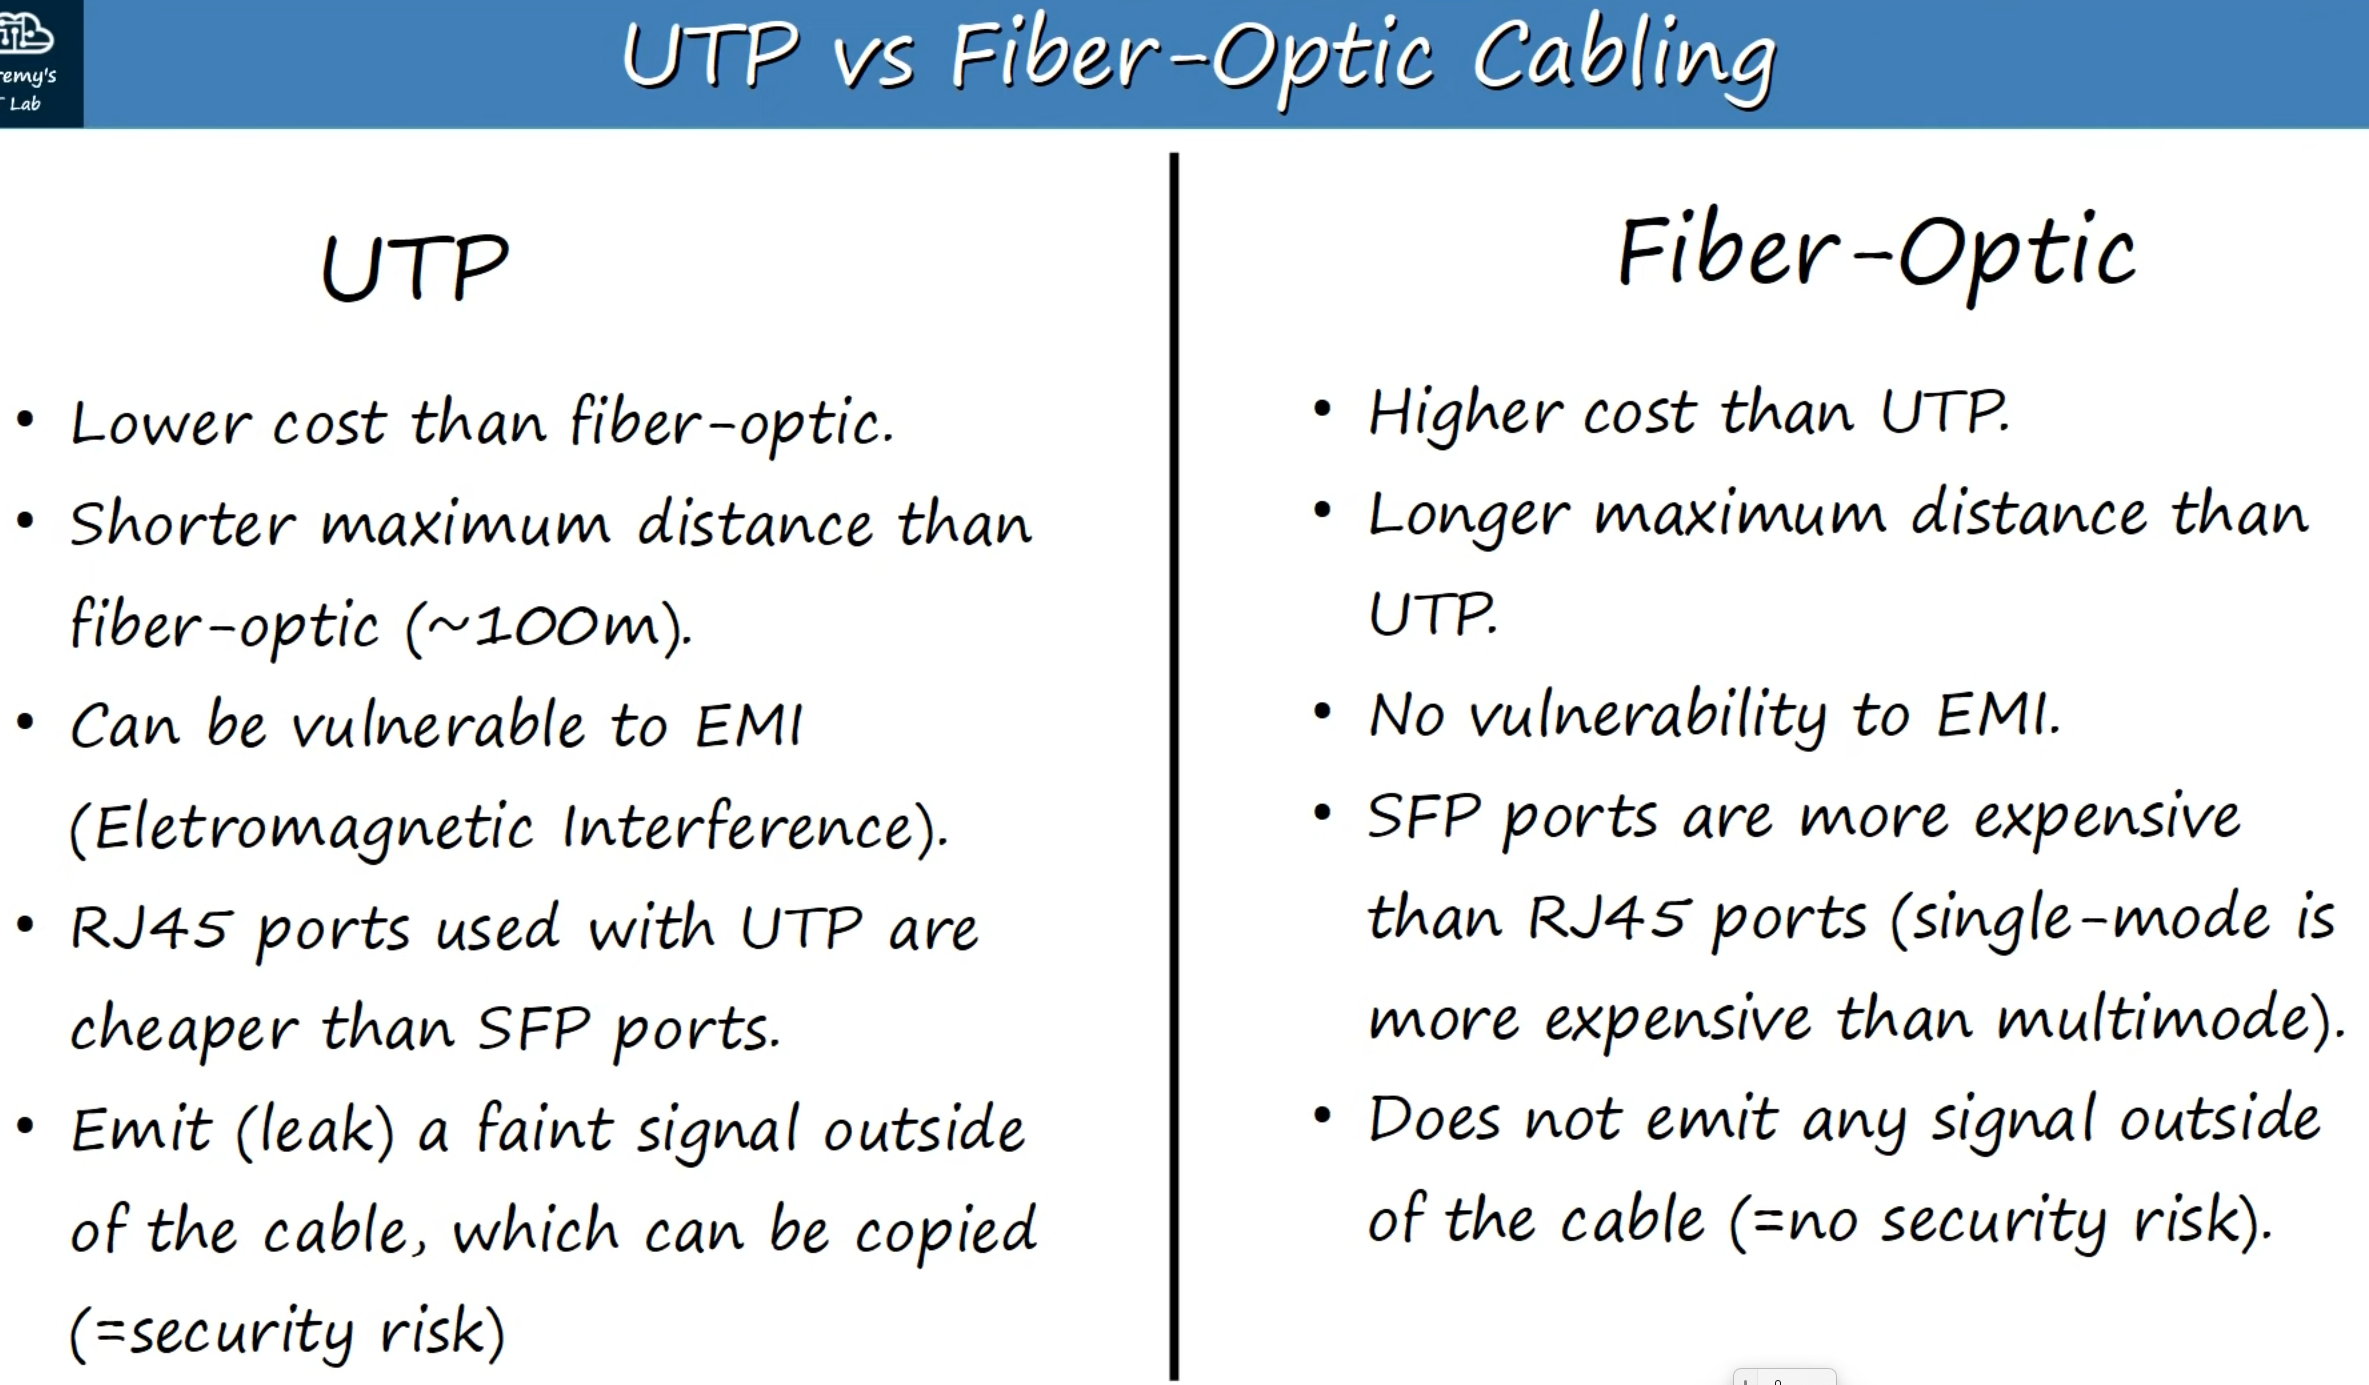 UTP vs Fiber-Optic Cabling
remy's
Lab
UTP
• Lower cost than fiber-optic.
• Shorter maximum distance than
fiber-optic (~100m).
• Can be vulnerable to EMI
(Eletromagnetic Interference).
• RJ45 ports used with UTP are
cheaper than SFP ports.
• Emit (leak) a faint signal outside
of the cable, which can be copied
(=security risk)
Fiber-Optic
• Higher cost than UTP.
• Longer maximum distance than
UTP.
• No vulnerability to EMI.
• SFP ports are more expensive
than RJ45 ports (single-mode is
more expensive than multimode).
• Does not emit any signal outside
of the cable (=no security risk).